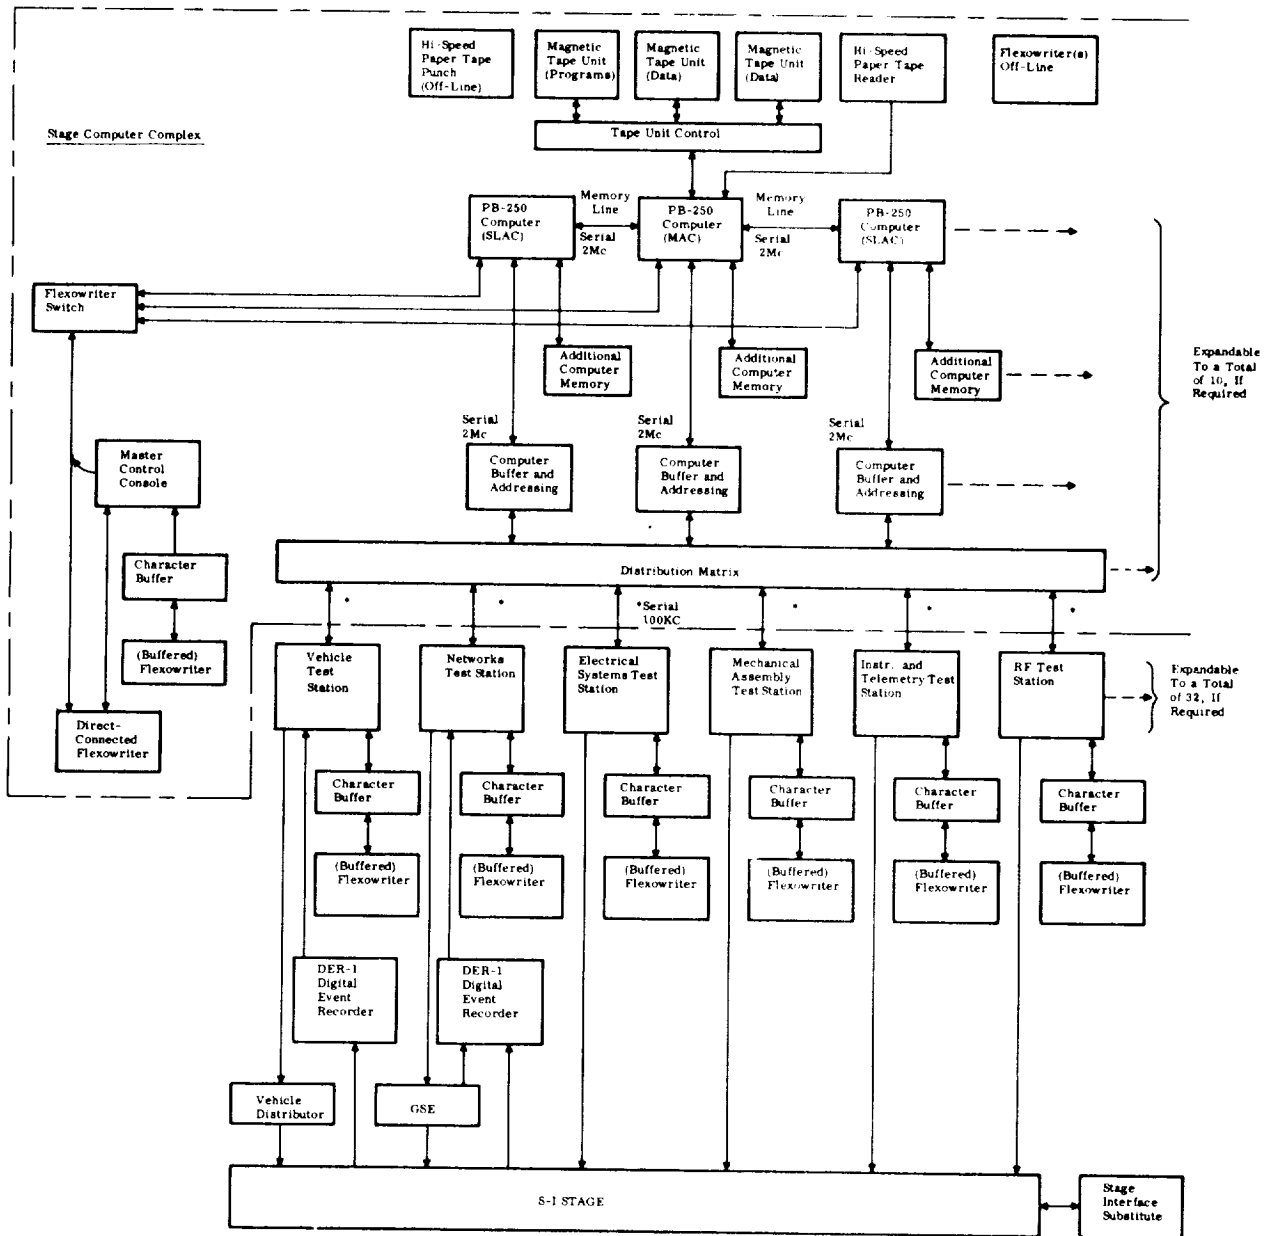 Hi-Speed
Paper Tape
Punch
(Off-Line)
Magnetic
Tape Unit
(Programs)
Magnetic
Tape Unit
(Data)
Magnetic
Tape Unit
(Data)
Hi-Speed
Paper Tape
Reader
Flexowriter(s)
Off-Line
Stage Computer Complex
Tape Unit Control
PB-250
Computer
(SLAC)
Memory
Line
Serial
2Mc
PB-250
Computer
(MAC)
Memory
Line
Serial
2Mc
PB-250
Computer
(SLAC)
Flexowriter
Switch
Additional
Computer
Memory
Additional
Computer
Memory
Additional
Computer
Memory
Expandable
To a Total
of 10, If
Required
Serial
2Mc
Serial
2Mc
Serial
2Mc
Master
Control
Console
Computer
Buffer and
Addressing
Computer
Buffer and
Addressing
Computer
Buffer and
Addressing
Distribution Matrix
Character
Buffer
(Buffered)
Flexowriter
Direct-
Connected
Flexowriter
*
*
*Serial
100KC
*
*
*
Vehicle
Test
Station
Networks
Test Station
Electrical
Systems Test
Station
Mechanical
Assembly
Test Station
Instr. and
Telemetry Test
Station
RF Test
Station
Expandable
To a Total
of 32, If
Required
Character
Buffer
Character
Buffer
Character
Buffer
Character
Buffer
Character
Buffer
Character
Buffer
(Buffered)
Flexowriter
(Buffered)
Flexowriter
(Buffered)
Flexowriter
(Buffered)
Flexowriter
(Buffered)
Flexowriter
(Buffered)
Flexowriter
DER-1
Digital
Event
Recorder
DER-1
Digital
Event
Recorder
Vehicle
Distributor
GSE
S-I STAGE
Stage
Interface
Substitute